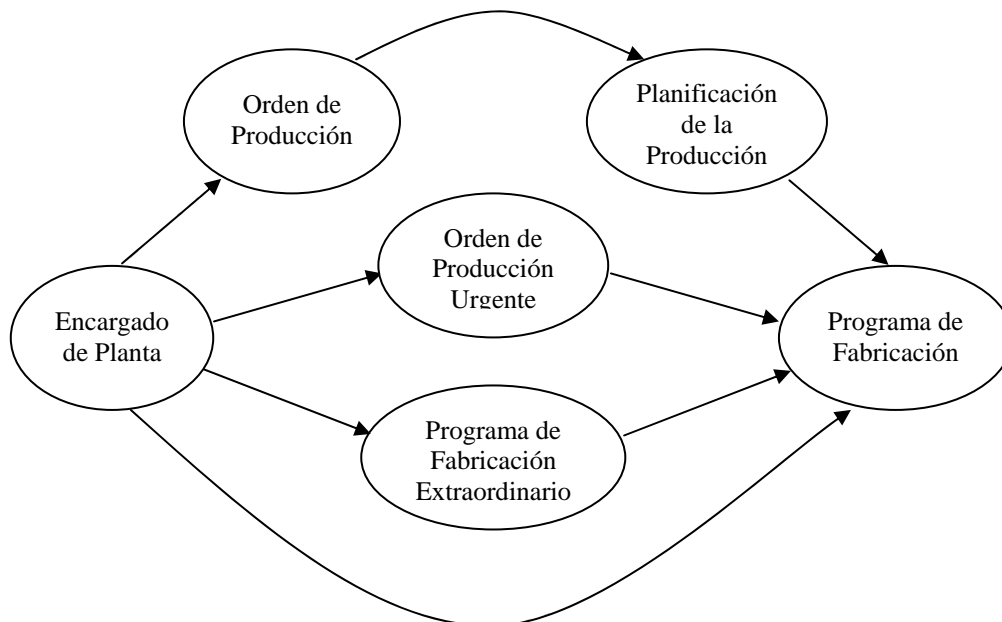 Orden de
Producción
Planificación
de la
Producción
Orden de
Producción
Urgente
Encargado
de Planta
Programa de
Fabricación
Programa de
Fabricación
Extraordinario